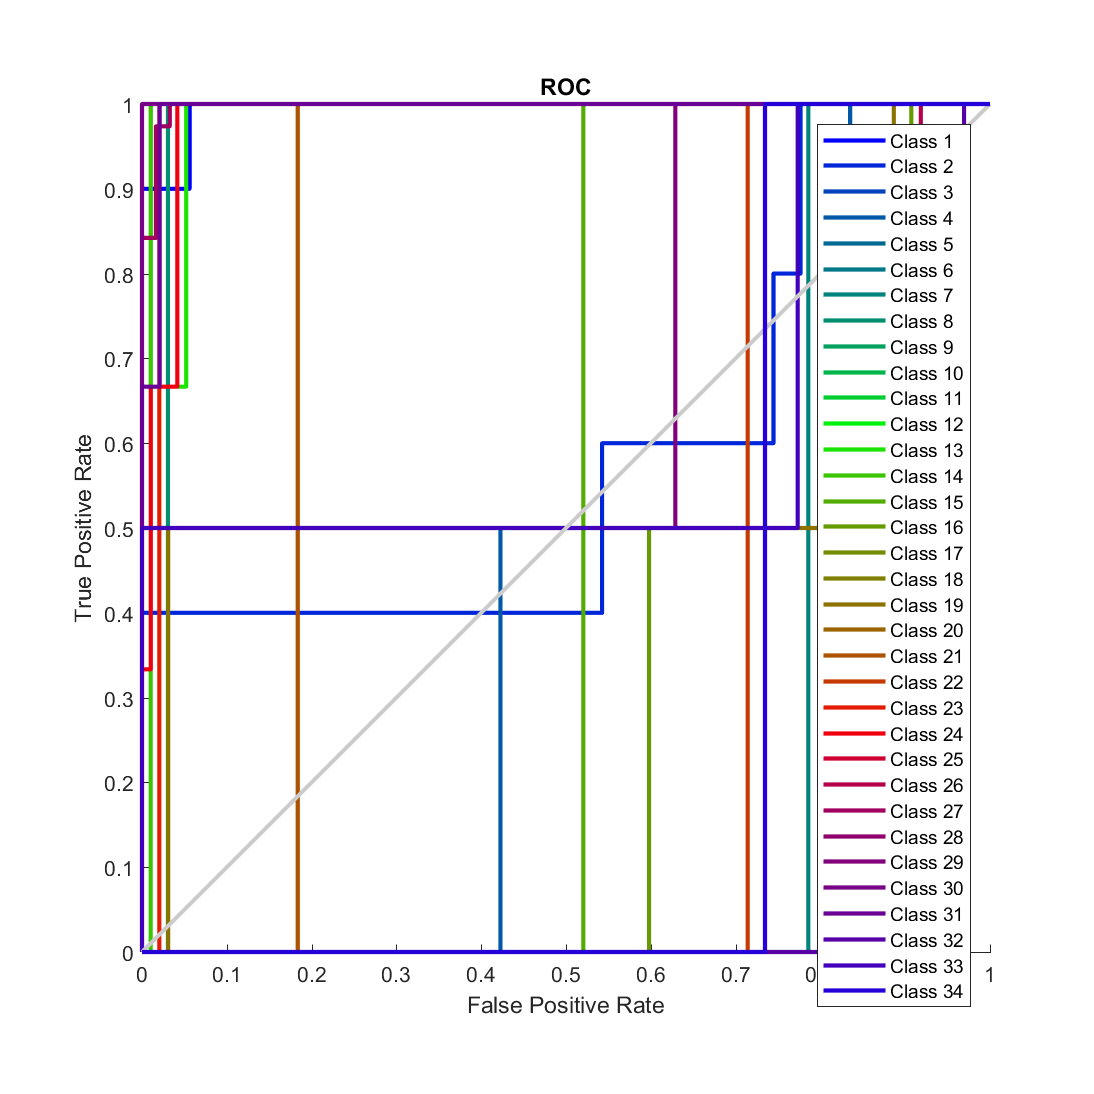 ROC
1
0.9
0.8
0.7
0.6
0.5
0.4
0.3
0.2
0.1
0
True Positive Rate
0 0.1 0.2 0.3 0.4 0.5 0.6 0.7 0 1
False Positive Rate
Class 1
Class 2
Class 3
Class 4
Class 5
Class 6
Class 7
Class 8
Class 9
Class 10
Class 11
Class 12
Class 13
Class 14
Class 15
Class 16
Class 17
Class 18
Class 19
Class 20
Class 21
Class 22
Class 23
Class 24
Class 25
Class 26
Class 27
Class 28
Class 29
Class 30
Class 31
Class 32
Class 33
Class 34